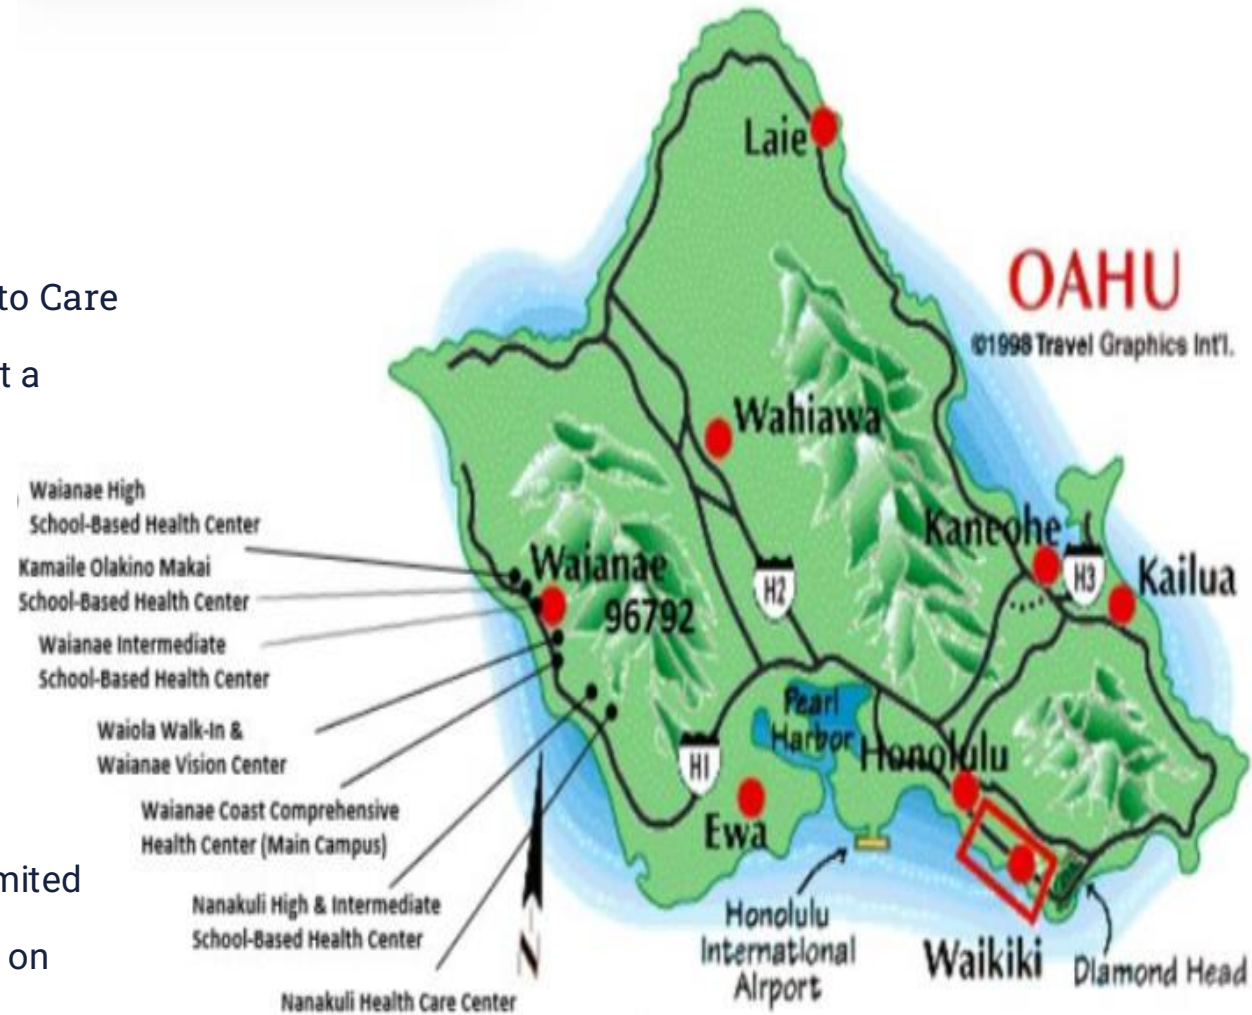 to Care
t a
mited
on
Laie
OAHU
©1998 Travel Graphics Int'l.
Wahiawa
Waianae High
School-Based Health Center
Kamaile Olakino Makai
School-Based Health Center
Waianae Intermediate
School-Based Health Center
Waiola Walk-In &
Waianae Vision Center
Waianae Coast Comprehensive
Health Center (Main Campus)
Nanakuli High & Intermediate
School-Based Health Center
Nanakuli Health Care Center
Waianae
96792
Kaneohe
H3
Kailua
H2
Pearl
Harbor
Honolulu
H1
Ewa
Honolulu
International
Airport
Waikiki
Diamond Head
N